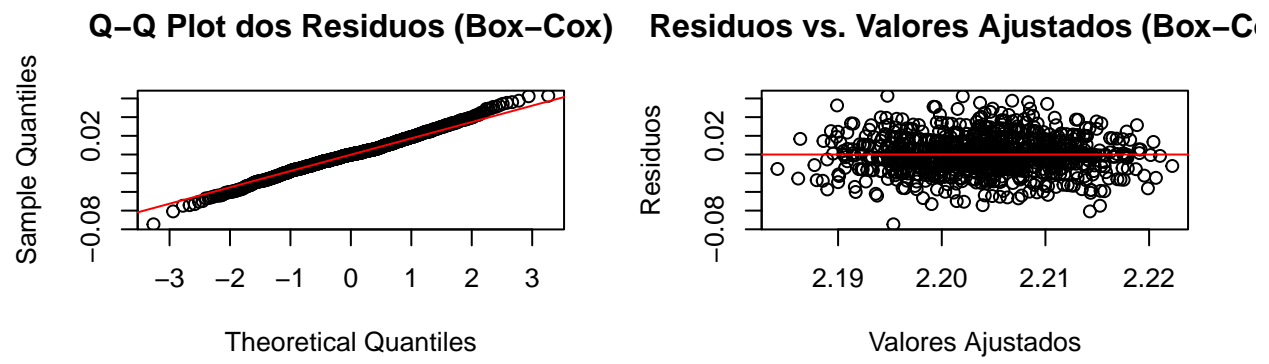 Q−Q Plot dos Residuos (Box−Cox)
Sample Quantiles
0.02
−0.08
−3 −2 −1 0 1 2 3
Theoretical Quantiles
Residuos vs. Valores Ajustados (Box−C
Residuos
0.02
−0.08
2.19 2.20 2.21 2.22
Valores Ajustados